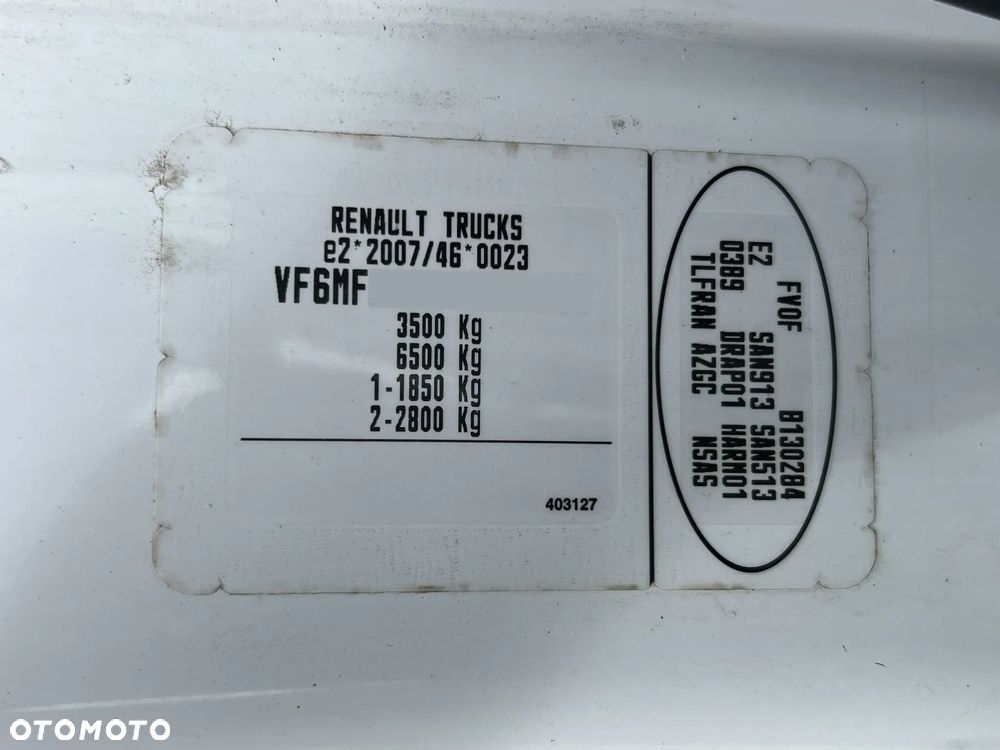 RENAULT TRUCKS
e2*2007/46*0023
VF6MF
3500 Kg
6500 Kg
1-1850 Kg
2-2800 Kg
403127
FVOF B130284
E2 SAN913 SAN513
03B9 DRAP01 HARM01
TLFRAN AZGC NSAS
OTOMOTO